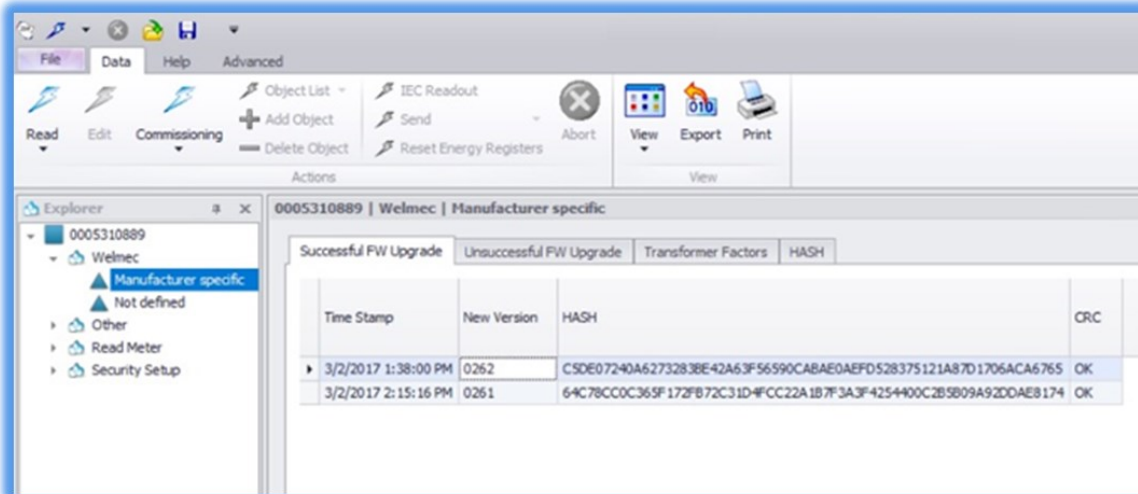 File Data Help Advanced
Object List IEC Readout
Read Edit Commissioning Add Object Send Abort View Export Print
Delete Object Reset Energy Registers
Actions View
Explorer
0005310889
Welmec
Manufacturer specific
Not defined
Other
Read Meter
Security Setup
0005310889 | Welmec | Manufacturer specific
Successful FW Upgrade Unsuccessful FW Upgrade Transformer Factors HASH
Time Stamp New Version HASH CRC
3/2/2017 1:38:00 PM 0262 C5DE07240A6273283BE42A63F56590CABAE0AEFD528375121A87D1706ACA6765 OK
3/2/2017 2:15:16 PM 0261 64C78CC0C365F172FB72C31D4FCC22A1B7F3A3F4254400C2B5B09A92DDAE8174 OK